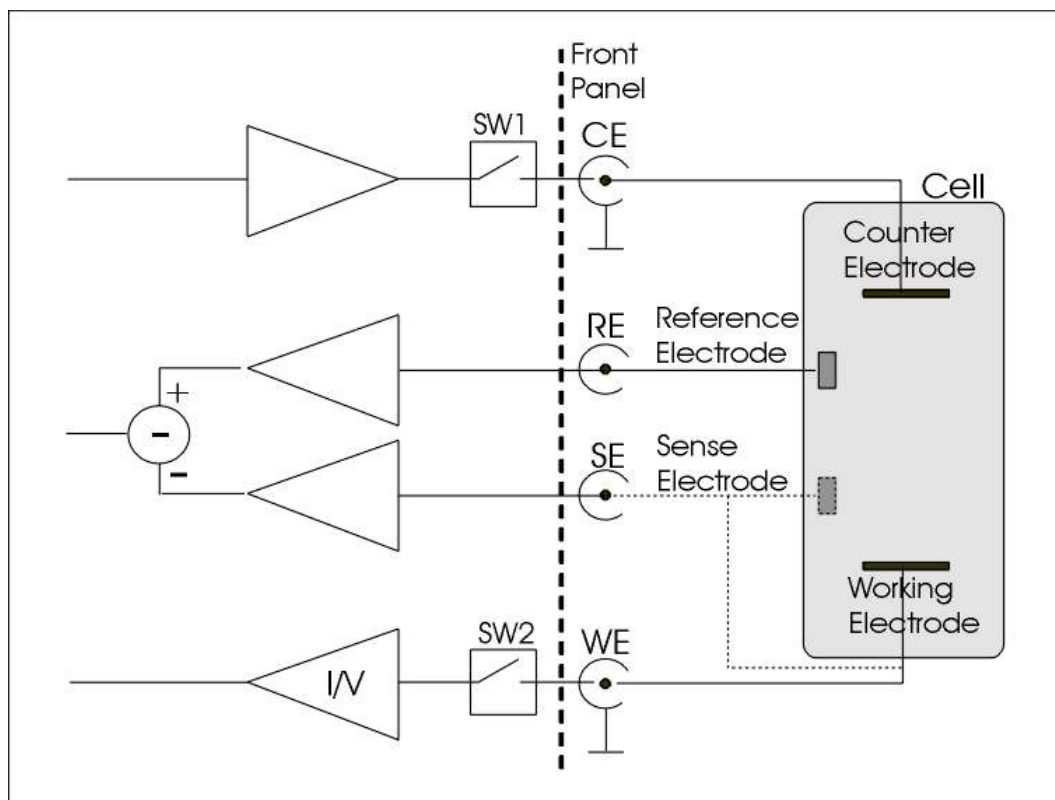 Front
Panel
SW1
CE
Cell
Counter
Electrode
RE
Reference
Electrode
+
-
-
SE
Sense
Electrode
Working
Electrode
SW2
WE
I/V